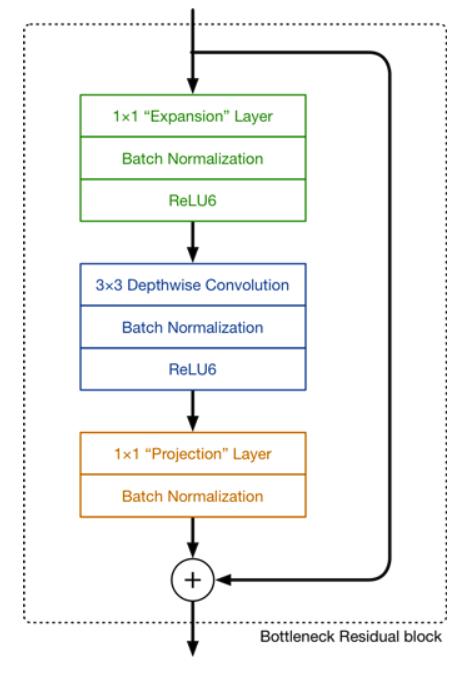 1×1 “Expansion” Layer
Batch Normalization
ReLU6
3×3 Depthwise Convolution
Batch Normalization
ReLU6
1×1 “Projection” Layer
Batch Normalization
+
Bottleneck Residual block